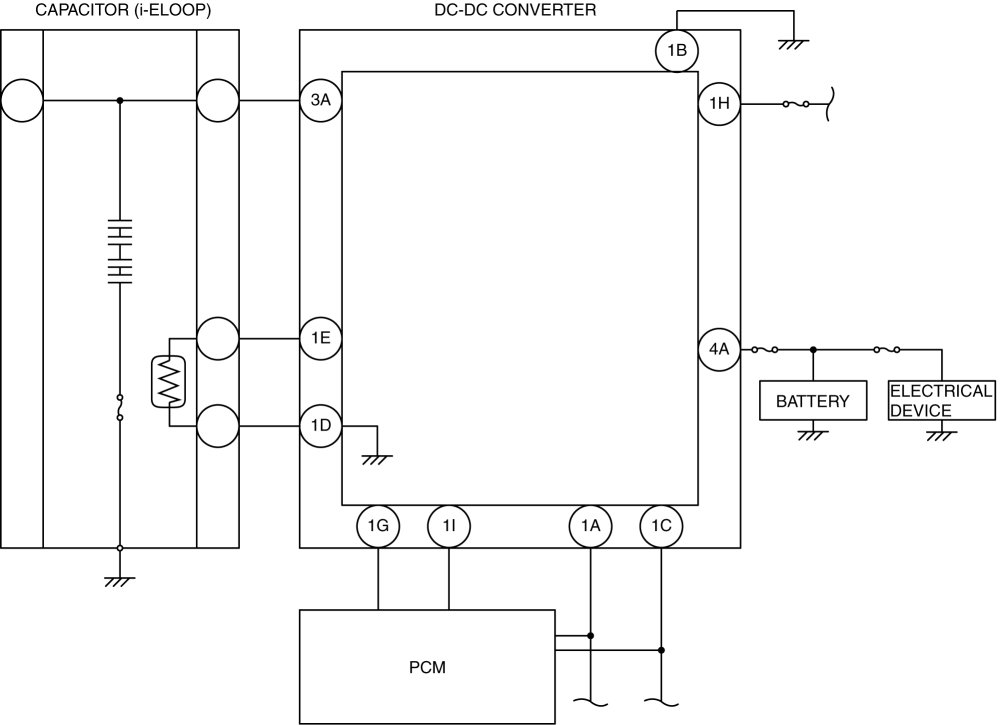 CAPACITOR (i-ELOOP)
DC-DC CONVERTER
1B
3A
1H
1E
4A
BATTERY
ELECTRICAL
DEVICE
1D
1G
1I
1A
1C
PCM